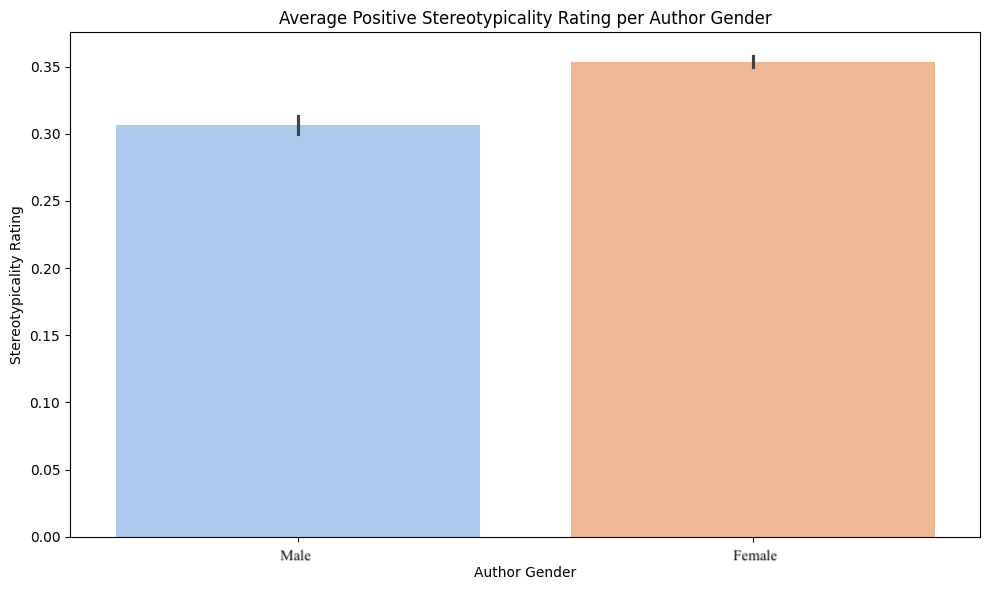 Average Positive Stereotypicality Rating per Author Gender
Stereotypicality Rating
0.35
0.30
0.25
0.20
0.15
0.10
0.05
0.00
Male
Female
Author Gender